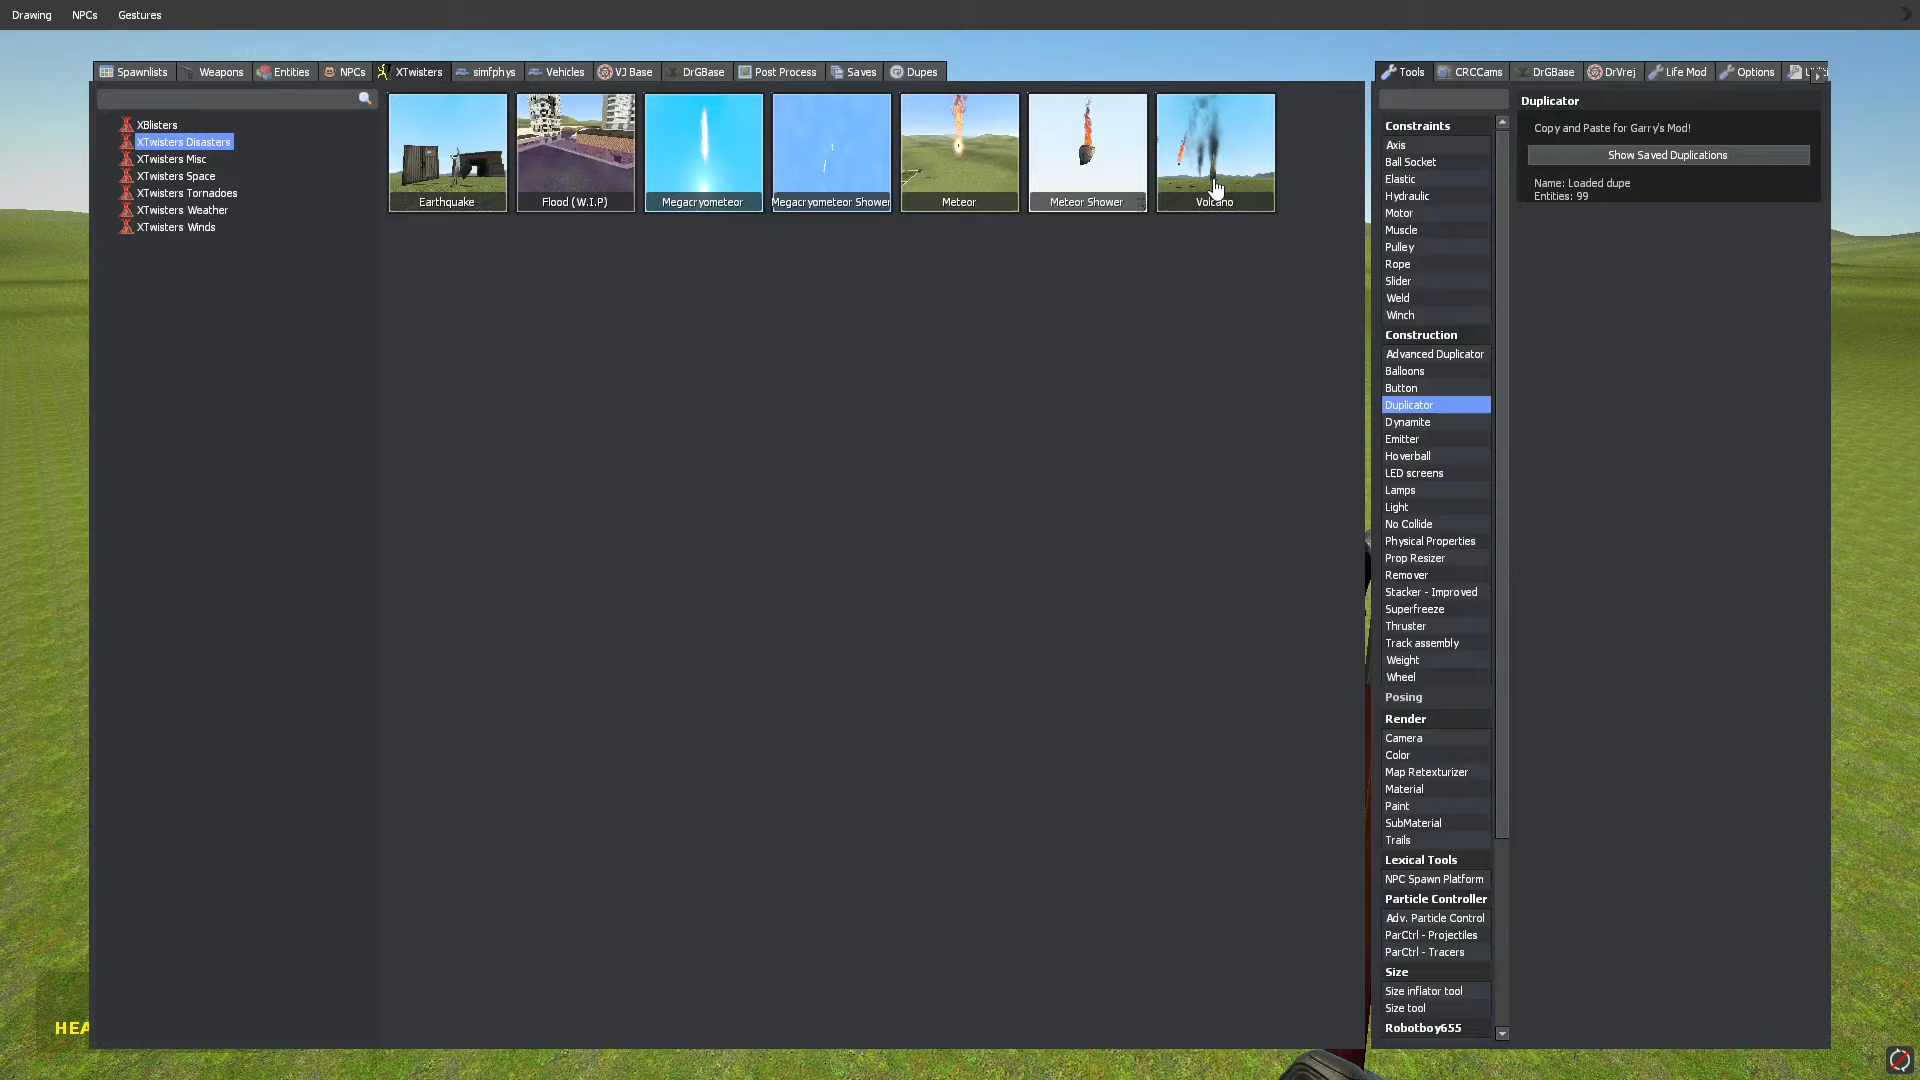 Drawing NPCs Gestures
Spawnlists Weapons Entities NPCs XTwisters simfphys Vehicles VJ Base DrGBase Post Process Saves Dupes
Tools CRCCams DrGBase DrVrej Life Mod Options
XBlisters
XTwisters Disasters
XTwisters Misc
XTwisters Space
XTwisters Tornadoes
XTwisters Weather
XTwisters Winds
Earthquake Flood (W.I.P) Megacryometeor Megacryometeor Shower Meteor Meteor Shower Volcano
Constraints
Axis
Ball Socket
Elastic
Hydraulic
Motor
Muscle
Pulley
Rope
Slider
Weld
Winch
Construction
Advanced Duplicator
Balloons
Button
Duplicator
Dynamite
Emitter
Hoverball
LED screens
Lamps
Light
No Collide
Physical Properties
Prop Resizer
Remover
Stacker - Improved
Superfreeze
Thruster
Track assembly
Weight
Wheel
Posing
Render
Camera
Color
Map Retexturizer
Material
Paint
SubMaterial
Trails
Lexical Tools
NPC Spawn Platform
Particle Controller
Adv. Particle Control
ParCtrl - Projectiles
ParCtrl - Tracers
Size
Size inflator tool
Size tool
Robotboy655
Duplicator
Copy and Paste for Garry's Mod!
Show Saved Duplications
Name: Loaded dupe
Entities: 99
HEA